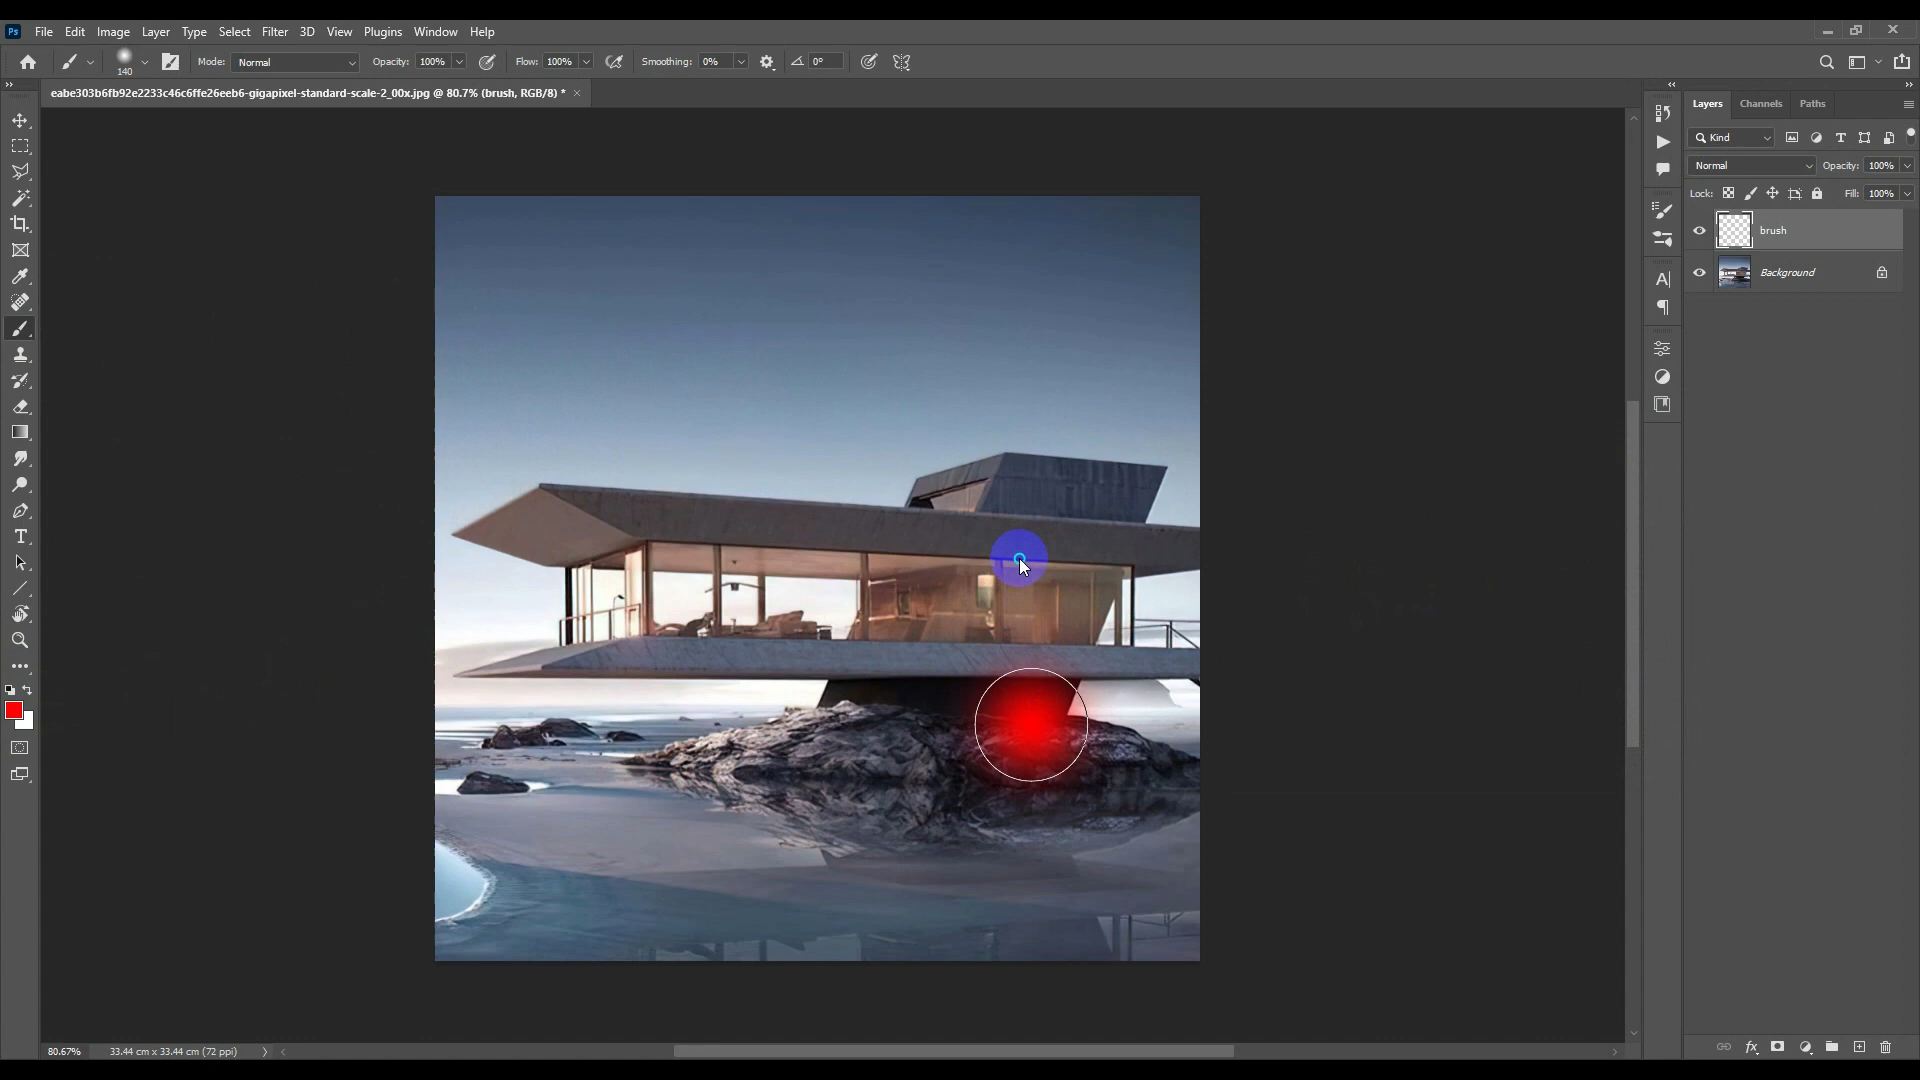 Ps File Edit Image Layer Type Select Filter 3D View Plugins Window Help
140 Mode: Normal Opacity: 100% Flow: 100% Smoothing: 0% 0°
eabe303b6fb92e2233c46c6ffe26eeb6-gigapixel-standard-scale-2_00x.jpg @ 80.7% (brush, RGB/8) *
Layers Channels Paths
Kind
Normal Opacity: 100%
Lock: Fill: 100%
brush
Background
80.67% 33.44 cm x 33.44 cm (72 ppi)